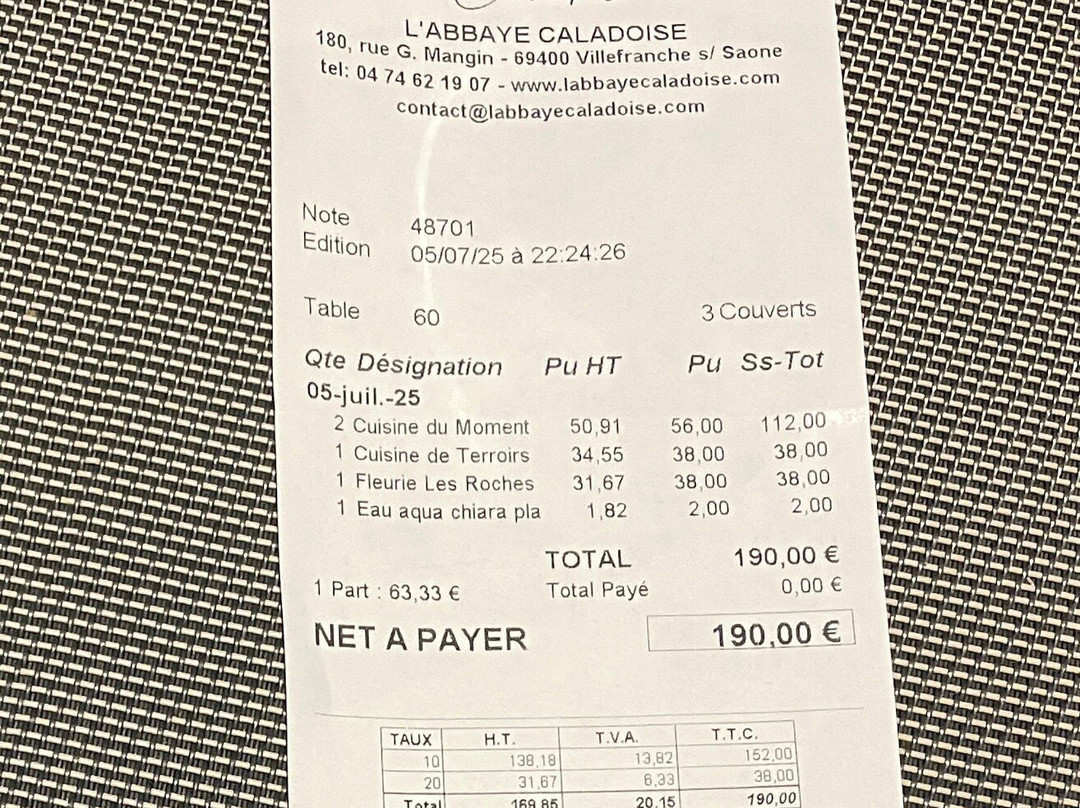 L'ABBAYE CALADOISE
180, rue G. Mangin - 69400 Villefranche s/ Saone
tel: 04 74 62 19 07 - www.labbayecaladoise.com
contact@labbayecaladoise.com
Note 48701
Edition 05/07/25 à 22:24:26
Table 60 3 Couverts
Qte Désignation Pu HT Pu Ss-Tot
05-juil.-25
2 Cuisine du Moment 50,91 56,00 112,00
1 Cuisine de Terroirs 34,55 38,00 38,00
1 Fleurie Les Roches 31,67 38,00 38,00
1 Eau aqua chiara pla 1,82 2,00 2,00
TOTAL 190,00 €
1 Part : 63,33 € Total Payé 0,00 €
NET A PAYER 190,00 €
TAUX H.T. T.V.A. T.T.C.
10 138,18 13,82 152,00
20 31,67 6,33 38,00
Total 169,85 20,15 190,00